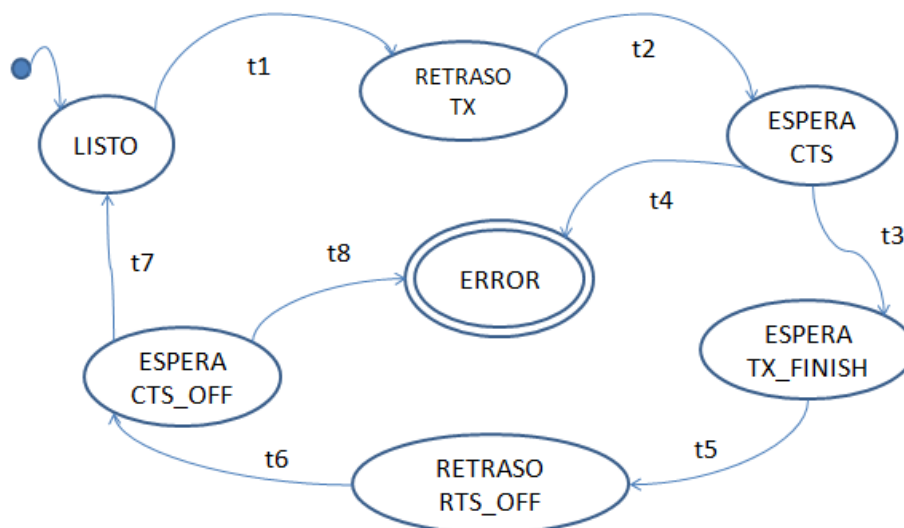 t1
RETRASO
TX
t2
LISTO
ESPERA
CTS
t4
t3
t7
t8
ERROR
ESPERA
CTS_OFF
ESPERA
TX_FINISH
t6
t5
RETRASO
RTS_OFF